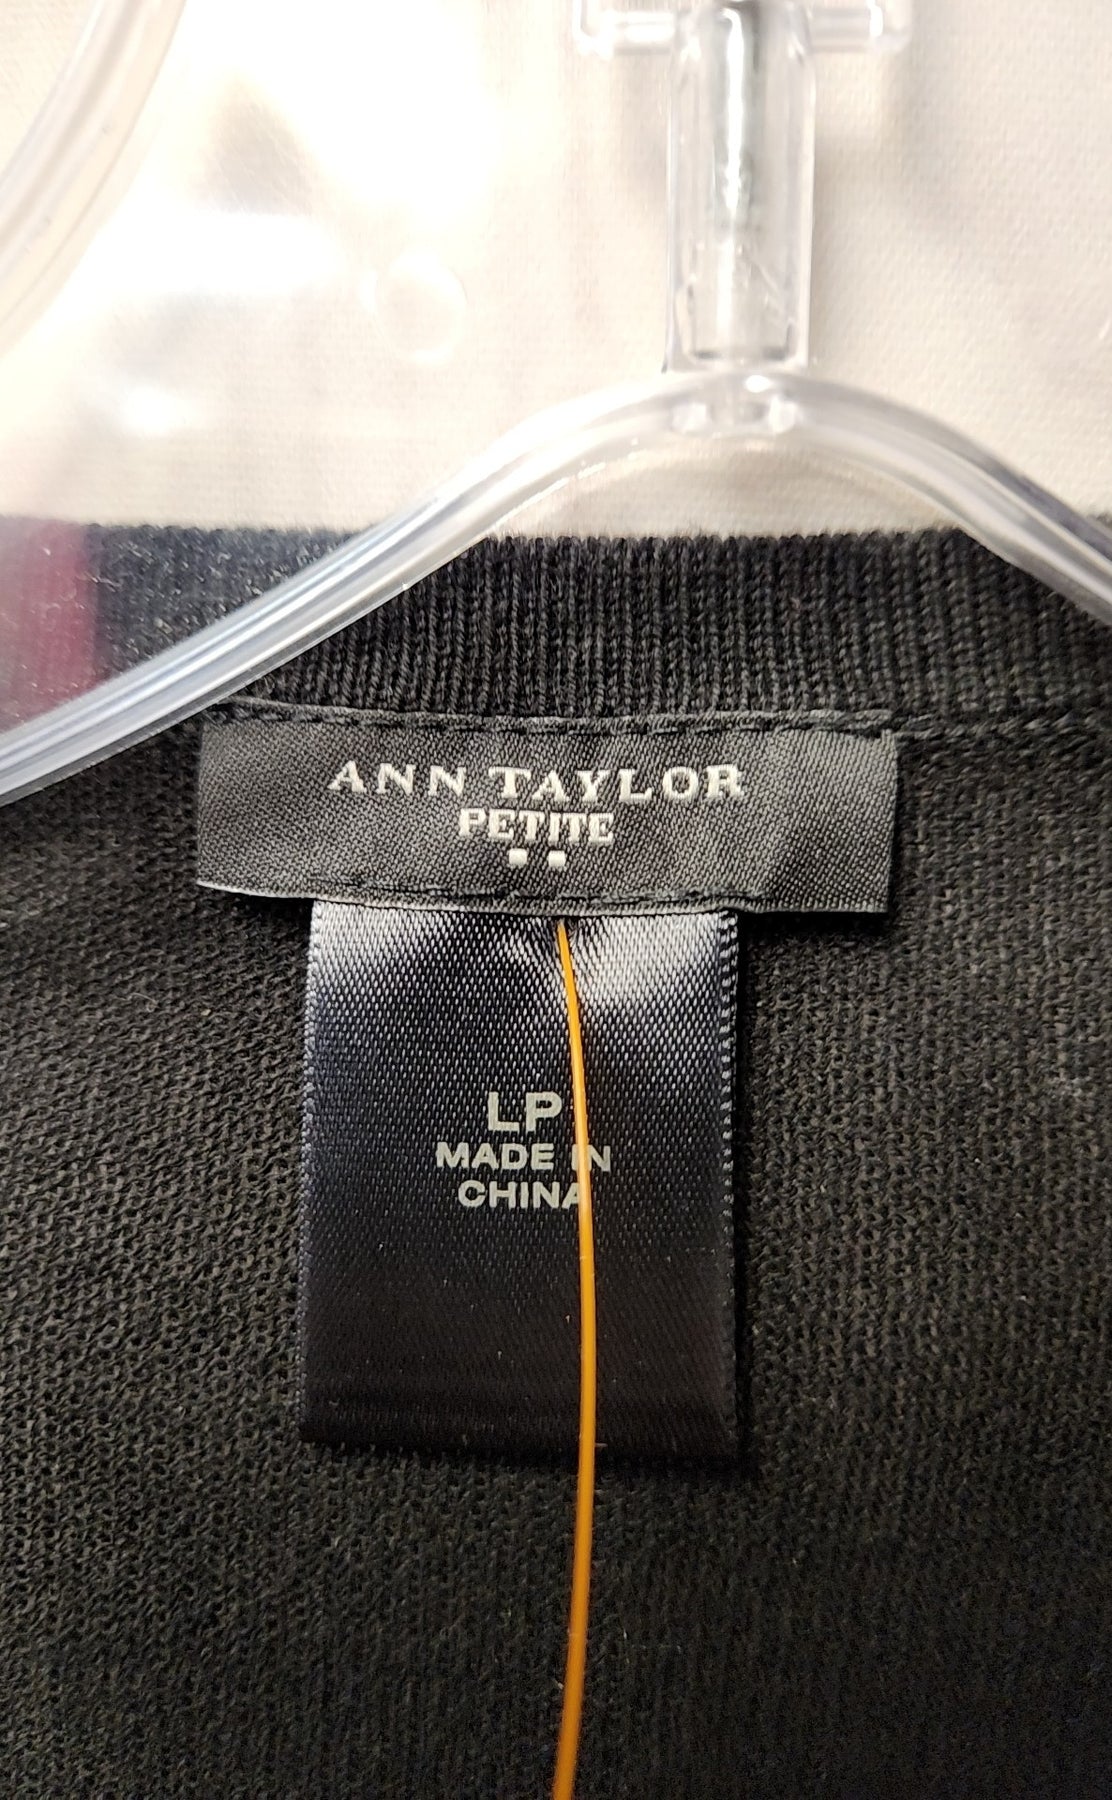 ANN TAYLOR
PETITE
LP
MADE IN
CHINA